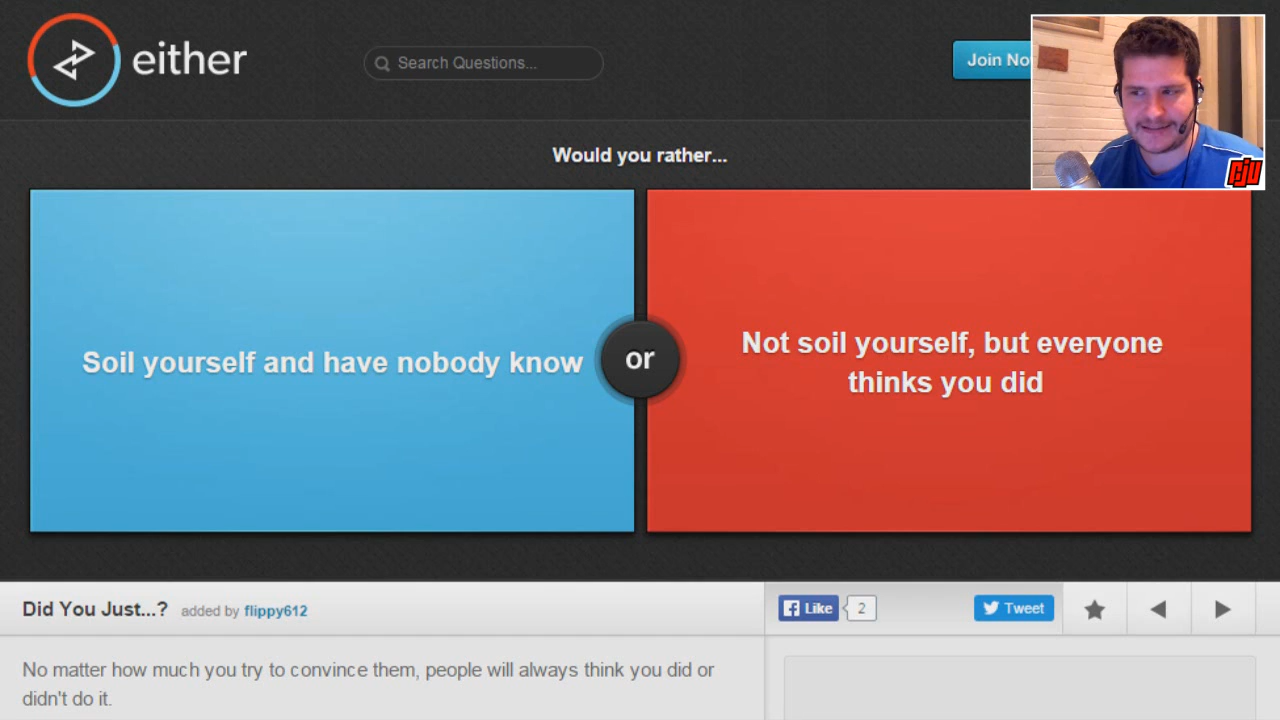 either
Search Questions...
Join No
Would you rather...
Soil yourself and have nobody know
or
Not soil yourself, but everyone
thinks you did
Did You Just...? added by flippy612
Like 2
Tweet
No matter how much you try to convince them, people will always think you did or
didn't do it.